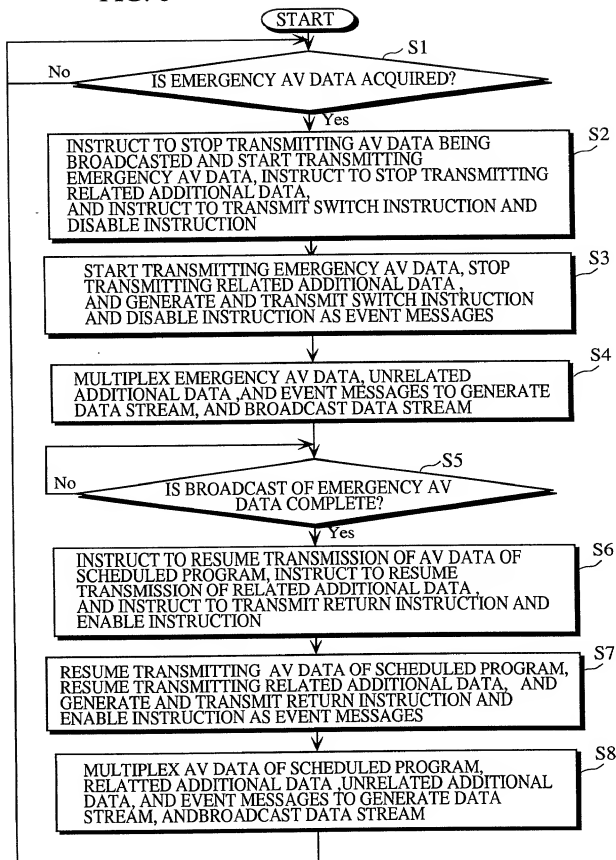 START
S1
No
IS EMERGENCY AV DATA ACQUIRED?
Yes
S2
INSTRUCT TO STOP TRANSMITTING AV DATA BEING
BROADCASTED AND START TRANSMITTING
EMERGENCY AV DATA, INSTRUCT TO STOP TRANSMITTING
RELATED ADDITIONAL DATA,
AND INSTRUCT TO TRANSMIT SWITCH INSTRUCTION AND
DISABLE INSTRUCTION
S3
START TRANSMITTING EMERGENCY AV DATA, STOP
TRANSMITTING RELATED ADDITIONAL DATA ,
AND GENERATE AND TRANSMIT SWITCH INSTRUCTION
AND DISABLE INSTRUCTION AS EVENT MESSAGES
S4
MULTIPLEX EMERGENCY AV DATA, UNRELATED
ADDITIONAL DATA ,AND EVENT MESSAGES TO GENERATE
DATA STREAM, AND BROADCAST DATA STREAM
S5
No
IS BROADCAST OF EMERGENCY AV
DATA COMPLETE?
Yes
S6
INSTRUCT TO RESUME TRANSMISSION OF AV DATA OF
SCHEDULED PROGRAM, INSTRUCT TO RESUME
TRANSMISSION OF RELATED ADDITIONAL DATA ,
AND INSTRUCT TO TRANSMIT RETURN INSTRUCTION AND
ENABLE INSTRUCTION
S7
RESUME TRANSMITTING AV DATA OF SCHEDULED PROGRAM,
RESUME TRANSMITTING RELATED ADDITIONAL DATA, AND
GENERATE AND TRANSMIT RETURN INSTRUCTION AND
ENABLE INSTRUCTION AS EVENT MESSAGES
S8
MULTIPLEX AV DATA OF SCHEDULED PROGRAM,
RELATTED ADDITIONAL DATA ,UNRELATED ADDITIONAL
DATA, AND EVENT MESSAGES TO GENERATE DATA
STREAM, ANDBROADCAST DATA STREAM